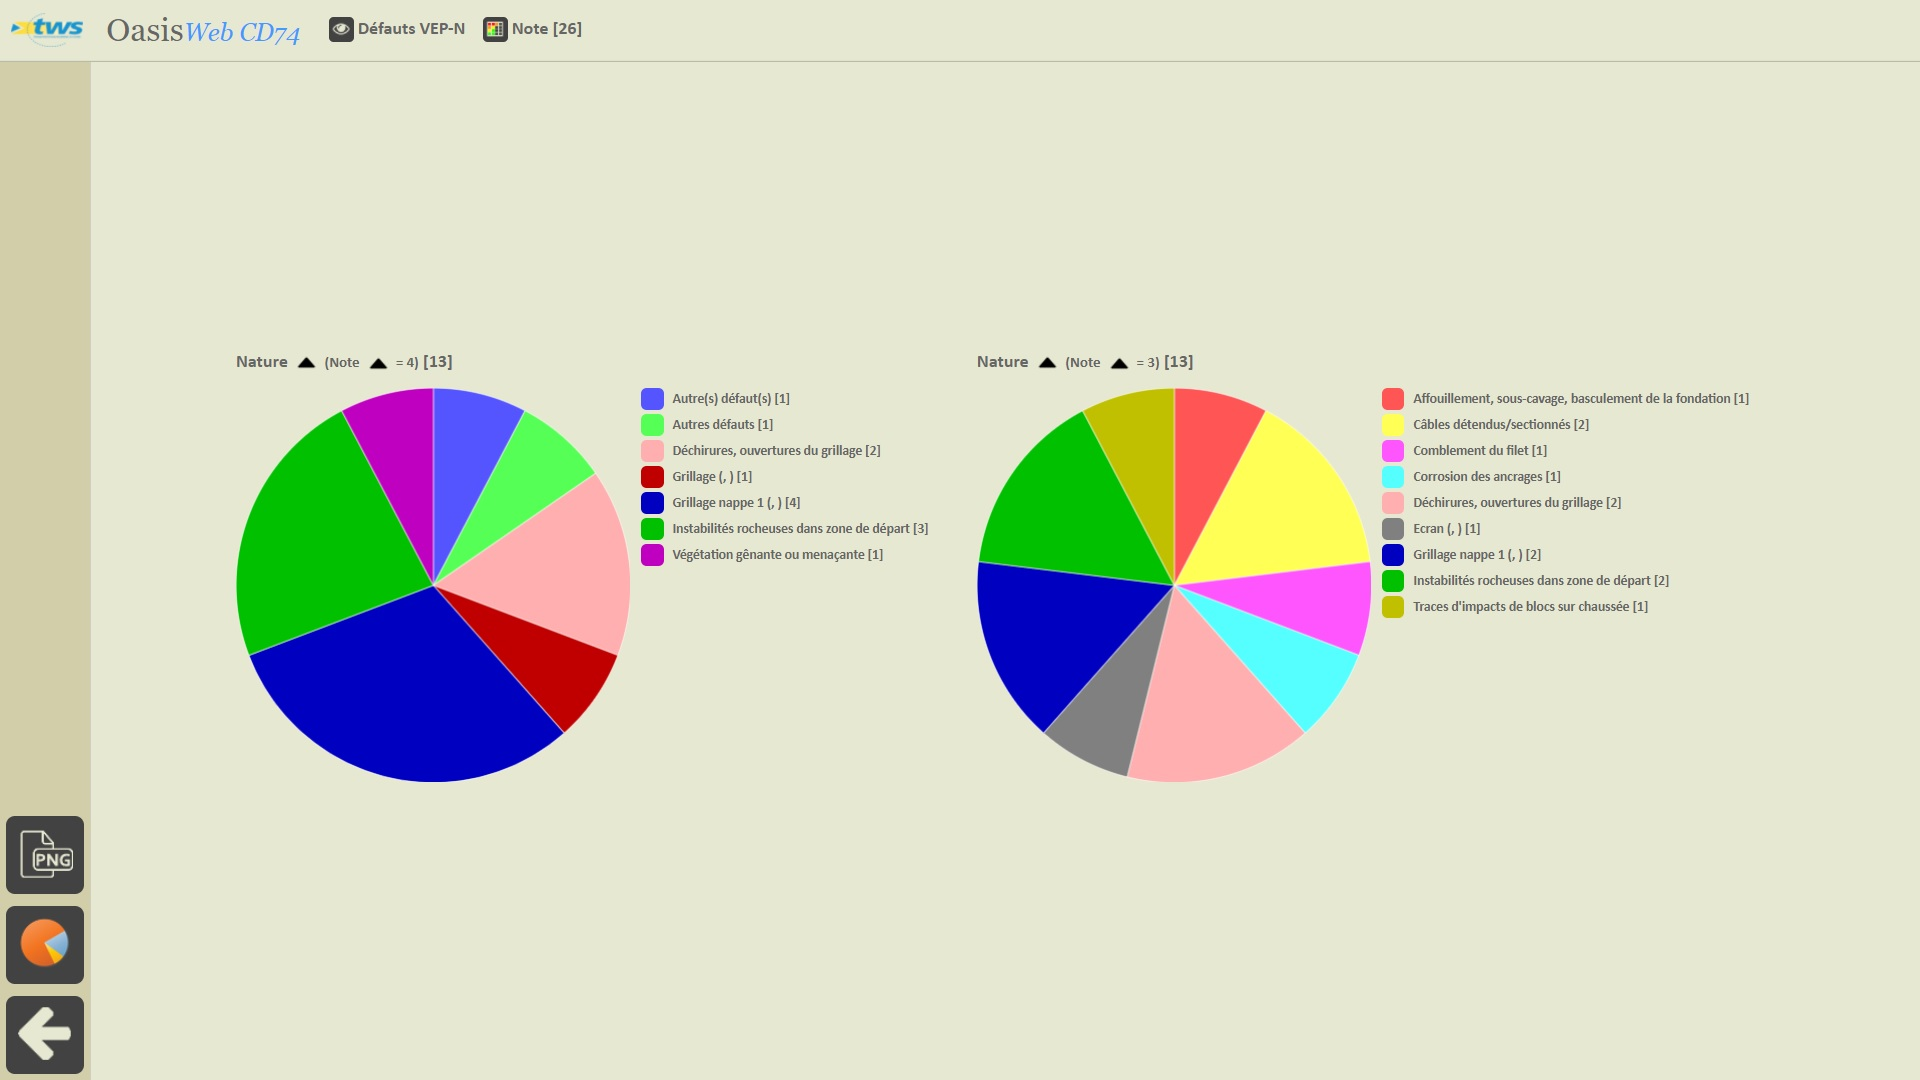 tws
OasisWeb CD74
Défauts VEP-N
Note [26]
Nature (Note = 4) [13]
Autre(s) défaut(s) [1]
Autres défauts [1]
Déchirures, ouvertures du grillage [2]
Grillage (, ) [1]
Grillage nappe 1 (, ) [4]
Instabilités rocheuses dans zone de départ [3]
Végétation gênante ou menaçante [1]
Nature (Note = 3) [13]
Affouillement, sous-cavage, basculement de la fondation [1]
Câbles détendus/sectionnés [2]
Comblement du filet [1]
Corrosion des ancrages [1]
Déchirures, ouvertures du grillage [2]
Ecran (, ) [1]
Grillage nappe 1 (, ) [2]
Instabilités rocheuses dans zone de départ [2]
Traces d'impacts de blocs sur chaussée [1]
PNG